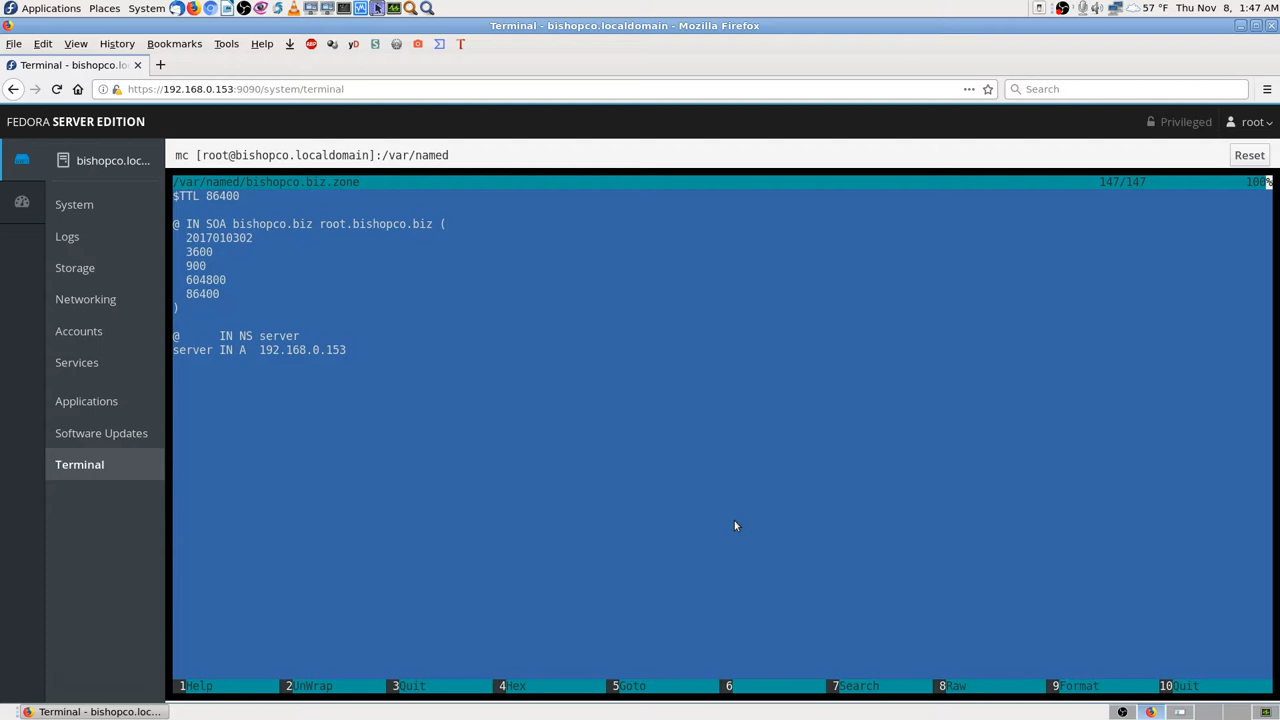 Applications Places System 57 °F Thu Nov 8, 1:47 AM
Terminal - bishopco.localdomain - Mozilla Firefox
File Edit View History Bookmarks Tools Help
Terminal - bishopco.lo
https://192.168.0.153:9090/system/terminal Search
FEDORA SERVER EDITION Privileged root
bishopco.loc...
mc [root@bishopco.localdomain]:/var/named Reset
System
Logs
Storage
Networking
Accounts
Services
Applications
Software Updates
Terminal
/var/named/bishopco.biz.zone 147/147 100%
$TTL 86400
@ IN SOA bishopco.biz root.bishopco.biz (
2017010302
3600
900
604800
86400
)
@ IN NS server
server IN A 192.168.0.153
1Help 2UnWrap 3Quit 4Hex 5Goto 6 7Search 8Raw 9Format 10Quit
Terminal - bishopco.loc...